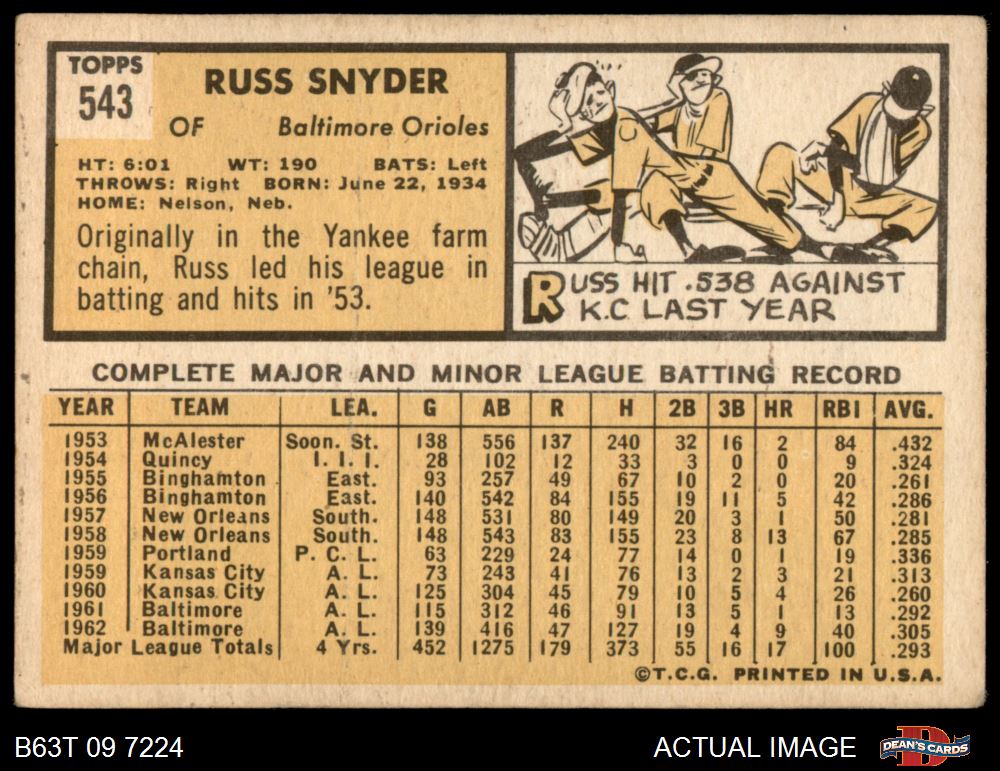 TOPPS
543
RUSS SNYDER
OF Baltimore Orioles
HT: 6:01 WT: 190 BATS: Left
THROWS: Right BORN: June 22, 1934
HOME: Nelson, Neb.
Originally in the Yankee farm
chain, Russ led his league in
batting and hits in '53.
C
RUSS HIT .538 AGAINST
K.C LAST YEAR
COMPLETE MAJOR AND MINOR LEAGUE BATTING RECORD
YEAR TEAM LEA. G AB R H 2B 3B HR RBI AVG.
1953 McAlester Soon. St. 138 556 137 240 32 16 2 84 .432
1954 Quincy I. I. I. 28 102 12 33 3 0 0 9 .324
1955 Binghamton East. 93 257 49 67 10 2 0 20 .261
1956 Binghamton East. 140 542 84 155 19 11 5 42 .286
1957 New Orleans South. 148 531 80 149 20 3 1 50 .281
1958 New Orleans South. 148 543 83 155 23 8 13 67 .285
1959 Portland P. C. L. 63 229 24 77 14 0 1 19 .336
1959 Kansas City A. L. 73 243 41 76 13 2 3 21 .313
1960 Kansas City A. L. 125 304 45 79 10 5 4 26 .260
1961 Baltimore A. L. 115 312 46 91 13 5 1 13 .292
1962 Baltimore A. L. 139 416 47 127 19 4 9 40 .305
Major League Totals 4 Yrs. 452 1275 179 373 55 16 17 100 .293
©T.C.G. PRINTED IN U.S.A.
B63T 09 7224 ACTUAL IMAGE DEAN'S CARDS